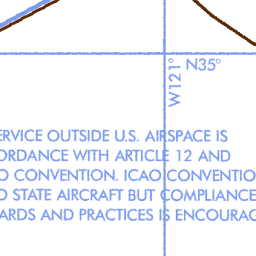 N35°
W121°
ERVICE OUTSIDE U.S. AIRSPACE IS
ORDANCE WITH ARTICLE 12 AND
O CONVENTION. ICAO CONVENTIO
O STATE AIRCRAFT BUT COMPLIANCE
ARDS AND PRACTICES IS ENCOURAG